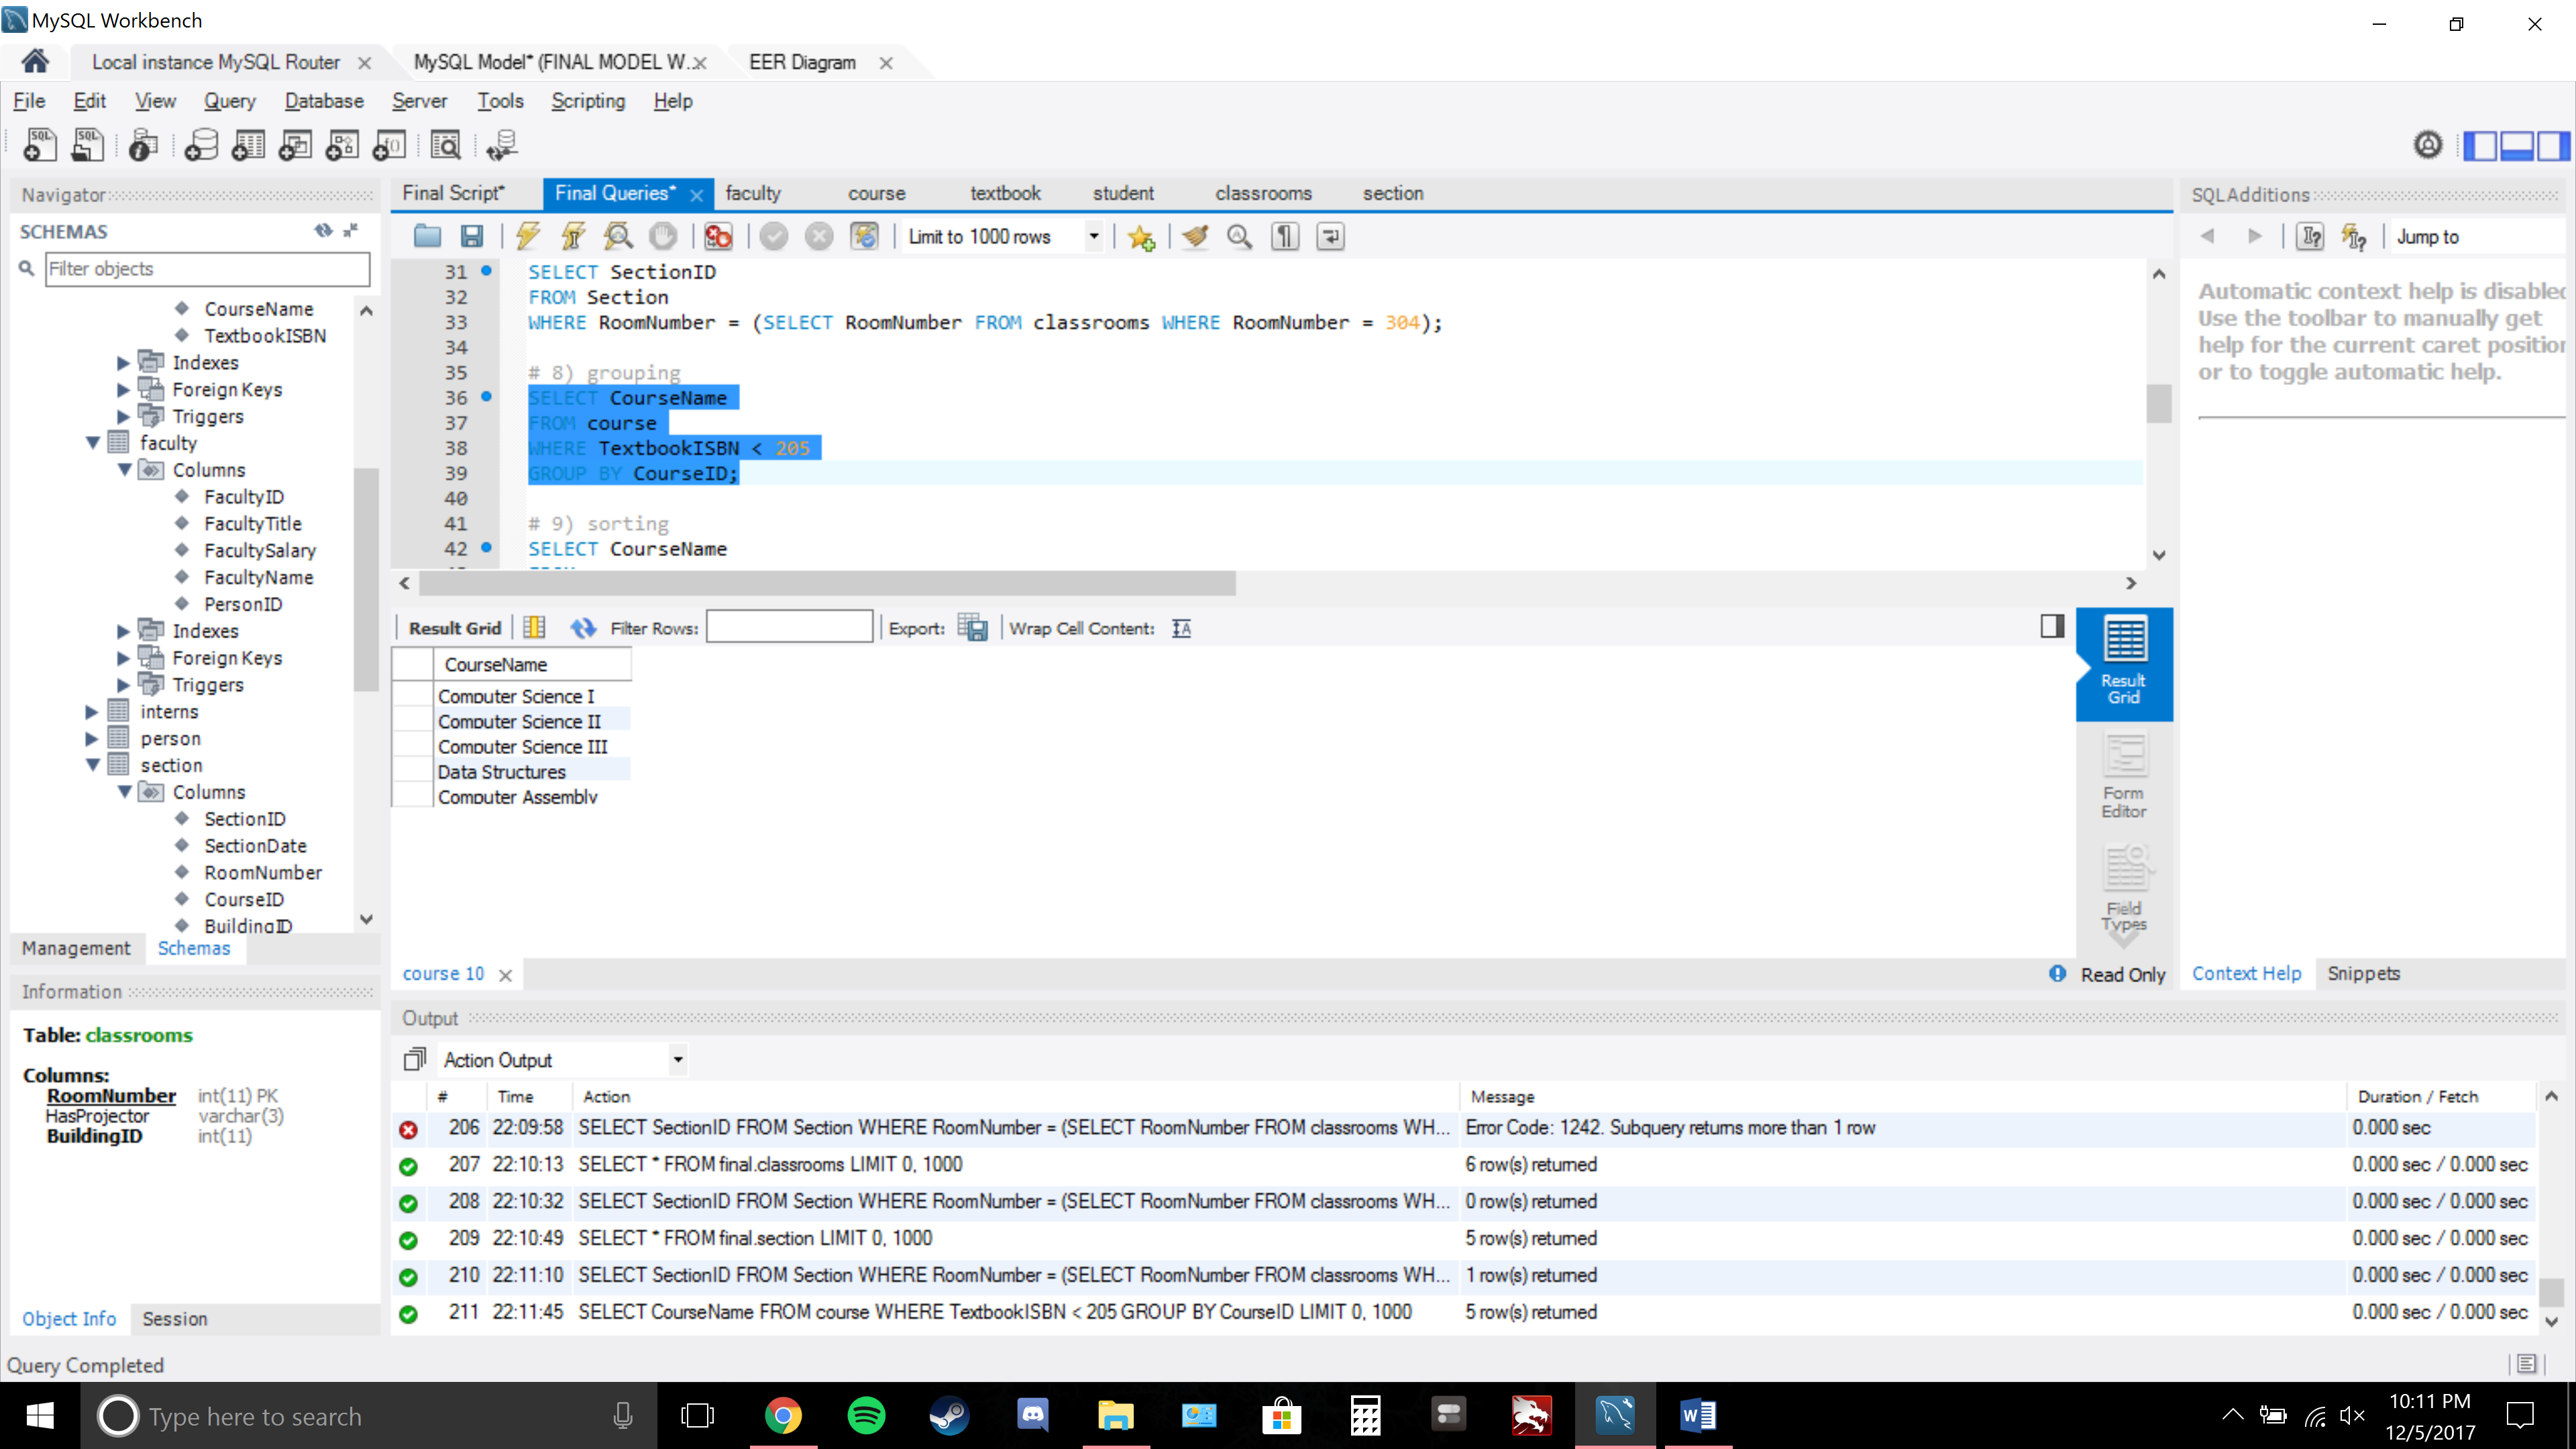 MySQL Workbench
Local instance MySQL Router
MySQL Model* (FINAL MODEL W...
EER Diagram
File Edit View Query Database Server Tools Scripting Help
Navigator
SCHEMAS
Filter objects
CourseName
TextbookISBN
Indexes
Foreign Keys
Triggers
faculty
Columns
FacultyID
FacultyTitle
FacultySalary
FacultyName
PersonID
Indexes
Foreign Keys
Triggers
interns
person
section
Columns
SectionID
SectionDate
RoomNumber
CourseID
BuildingID
Management Schemas
Information
Table: classrooms
Columns:
RoomNumber int(11) PK
HasProjector varchar(3)
BuildingID int(11)
Object Info Session
Query Completed
Final Script* Final Queries* faculty course textbook student classrooms section
Limit to 1000 rows
31 SELECT SectionID
32 FROM Section
33 WHERE RoomNumber = (SELECT RoomNumber FROM classrooms WHERE RoomNumber = 304);
34
35 # 8) grouping
36 SELECT CourseName
37 FROM course
38 WHERE TextbookISBN < 205
39 GROUP BY CourseID;
40
41 # 9) sorting
42 SELECT CourseName
Result Grid Filter Rows: Export: Wrap Cell Content:
CourseName
Computer Science I
Computer Science II
Computer Science III
Data Structures
Computer Assembly
Result
Grid
Form
Editor
Field
Types
course 10
Read Only
SQLAdditions
Jump to
Automatic context help is disabled
Use the toolbar to manually get
help for the current caret position
or to toggle automatic help.
Context Help Snippets
Output
Action Output
# Time Action Message Duration / Fetch
206 22:09:58 SELECT SectionID FROM Section WHERE RoomNumber = (SELECT RoomNumber FROM classrooms WH... Error Code: 1242. Subquery returns more than 1 row 0.000 sec
207 22:10:13 SELECT * FROM final.classrooms LIMIT 0, 1000 6 row(s) returned 0.000 sec / 0.000 sec
208 22:10:32 SELECT SectionID FROM Section WHERE RoomNumber = (SELECT RoomNumber FROM classrooms WH... 0 row(s) returned 0.000 sec / 0.000 sec
209 22:10:49 SELECT * FROM final.section LIMIT 0, 1000 5 row(s) returned 0.000 sec / 0.000 sec
210 22:11:10 SELECT SectionID FROM Section WHERE RoomNumber = (SELECT RoomNumber FROM classrooms WH... 1 row(s) returned 0.000 sec / 0.000 sec
211 22:11:45 SELECT CourseName FROM course WHERE TextbookISBN < 205 GROUP BY CourseID LIMIT 0, 1000 5 row(s) returned 0.000 sec / 0.000 sec
Type here to search
10:11 PM
12/5/2017